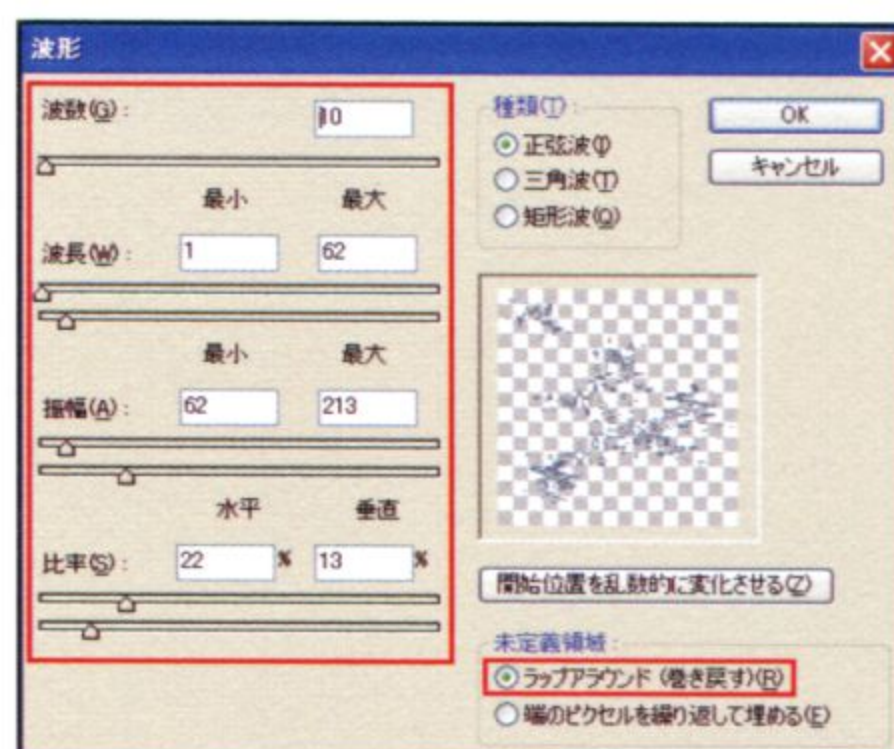 波形
波数(G):
10
最小 最大
波長(W): 1 62
最小 最大
振幅(A): 62 213
水平 垂直
比率(S): 22 % 13 %
種類(T):
正弦波(I)
三角波(T)
矩形波(Q)
OK
キャンセル
開始位置を乱数的に変化させる(Z)
未定義領域:
ラップアラウンド (巻き戻す)(R)
端のピクセルを繰り返して埋める(E)